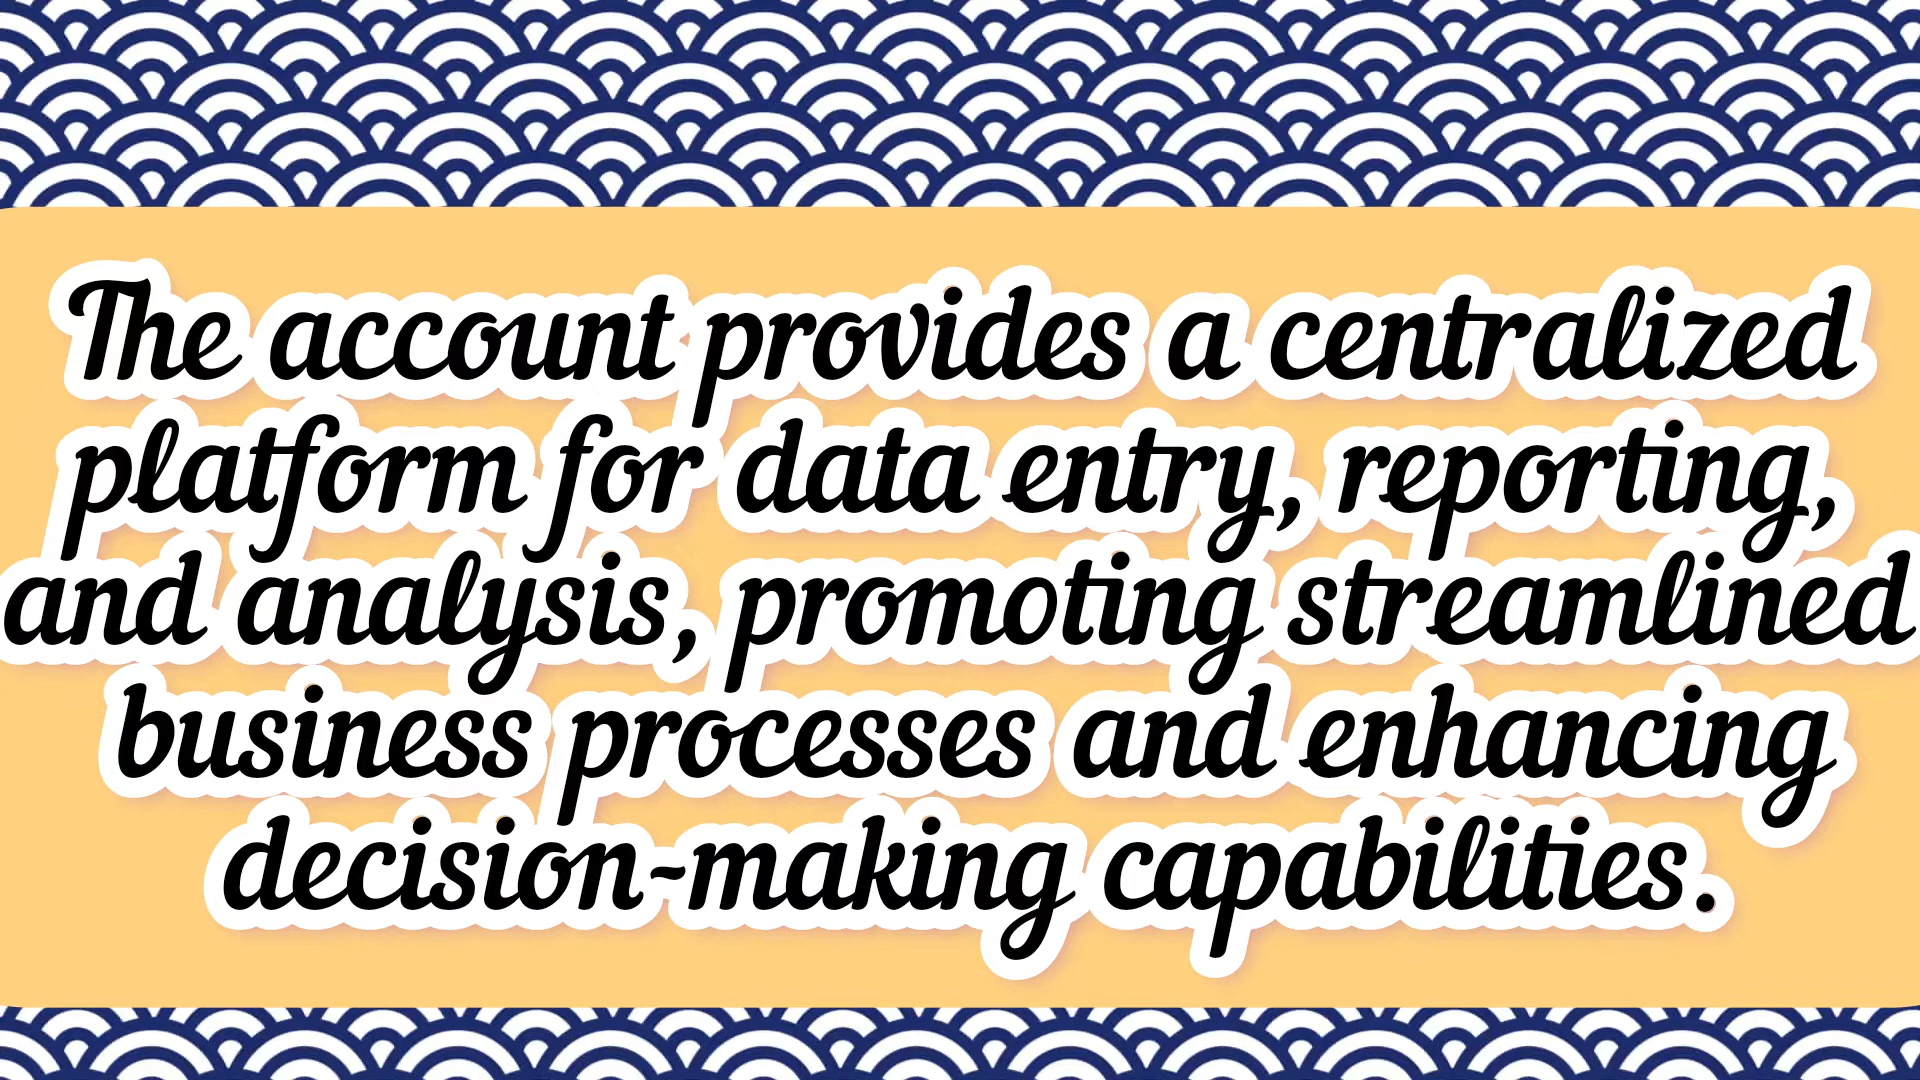 The account provides a centralized
platform for data entry, reporting,
and analysis, promoting streamlined
business processes and enhancing
decision-making capabilities.